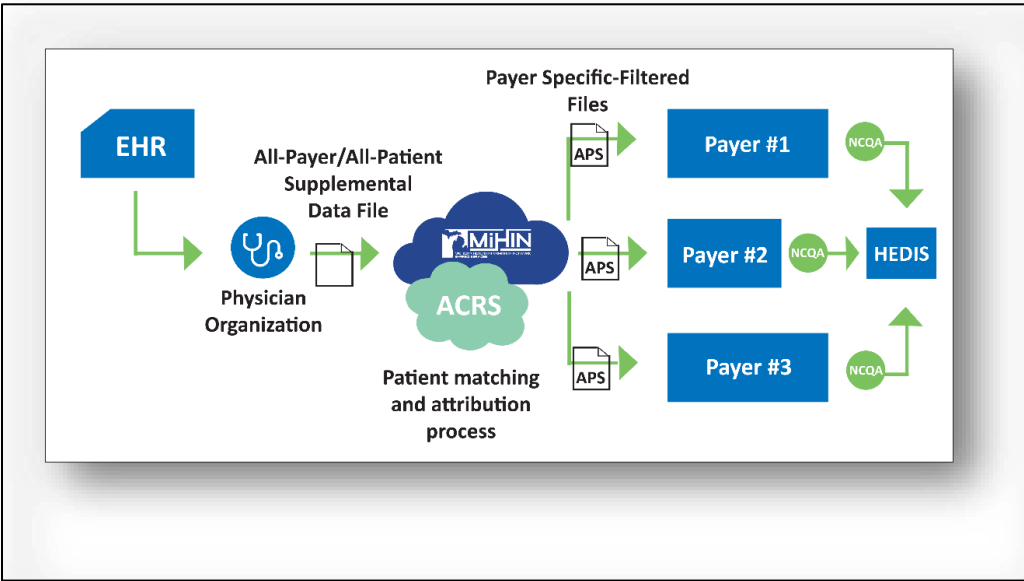 Payer Specific-Filtered
Files
EHR
All-Payer/All-Patient
Supplemental
Data File
APS
Payer #1
NCQA
Physician
Organization
MiHIN
ACRS
APS
Payer #2
NCQA
HEDIS
Patient matching
and attribution
process
APS
Payer #3
NCQA